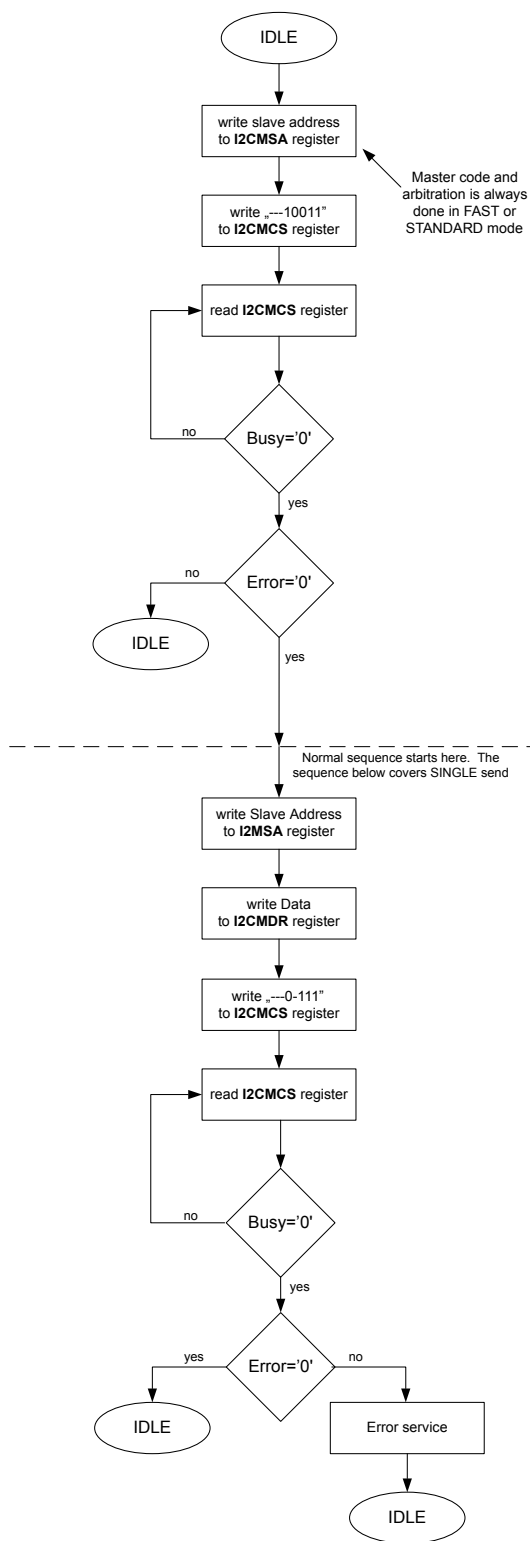 IDLE
write slave address
to I2CMSA register
Master code and
arbitration is always
done in FAST or
STANDARD mode
write „---10011”
to I2CMCS register
read I2CMCS register
no
Busy='0'
yes
no
Error='0'
IDLE
yes
Normal sequence starts here. The
sequence below covers SINGLE send
write Slave Address
to I2MSA register
write Data
to I2CMDR register
write „---0-111”
to I2CMCS register
read I2CMCS register
no
Busy='0'
yes
yes
Error='0'
no
IDLE
Error service
IDLE